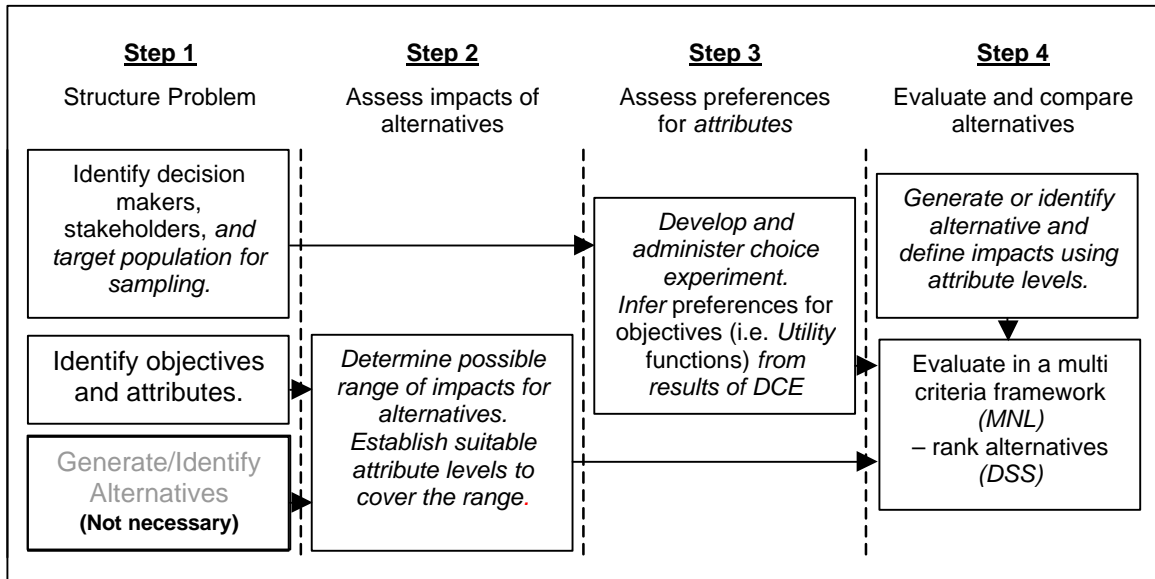 Step 1
Structure Problem
Identify decision
makers,
stakeholders, and
target population for
sampling.
Identify objectives
and attributes.
Generate/Identify
Alternatives
(Not necessary)
Step 2
Assess impacts of
alternatives
Determine possible
range of impacts for
alternatives.
Establish suitable
attribute levels to
cover the range.
Step 3
Assess preferences
for attributes
Develop and
administer choice
experiment.
Infer preferences for
objectives (i.e. Utility
functions) from
results of DCE
Step 4
Evaluate and compare
alternatives
Generate or identify
alternative and
define impacts using
attribute levels.
Evaluate in a multi
criteria framework
(MNL)
– rank alternatives
(DSS)